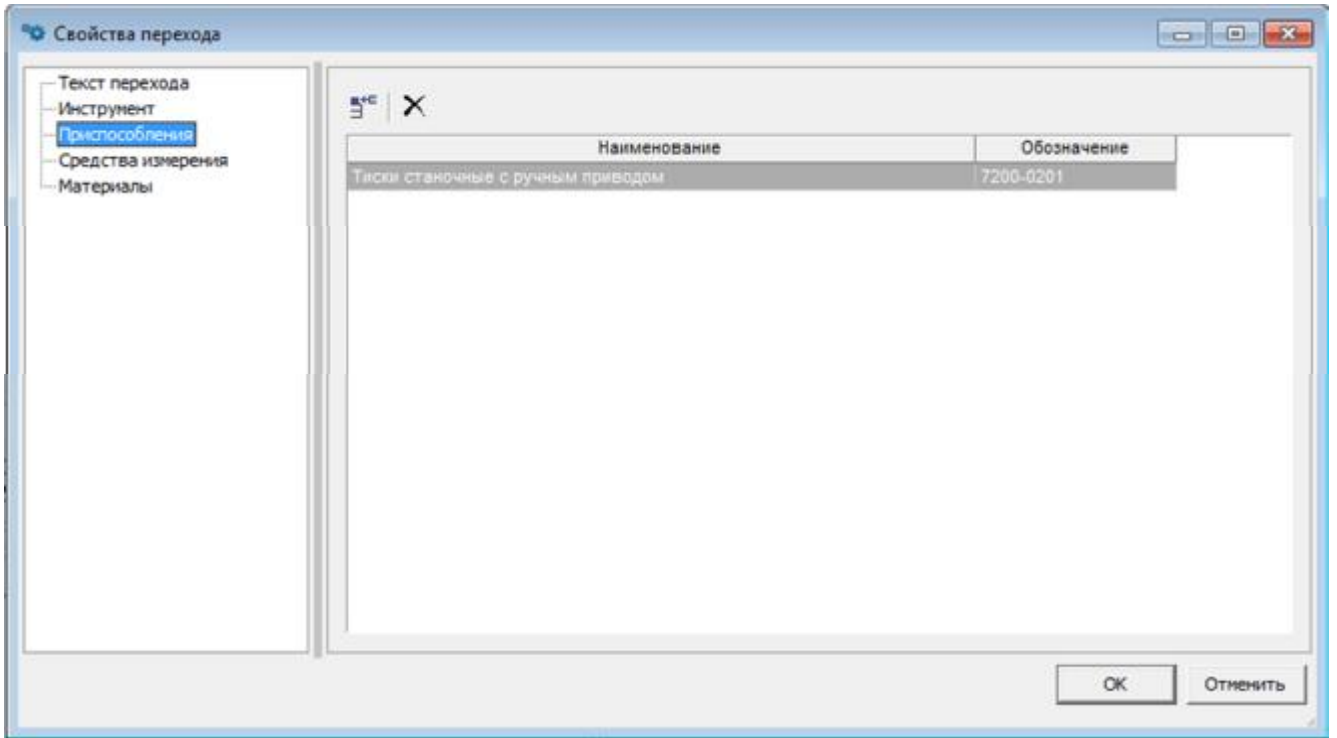 Свойства перехода
Текст перехода
Инструмент
Приспособления
Средства измерения
Материалы
Наименование Обозначение
Тиски станочные с ручным приводом 7200-0201
OK Отменить